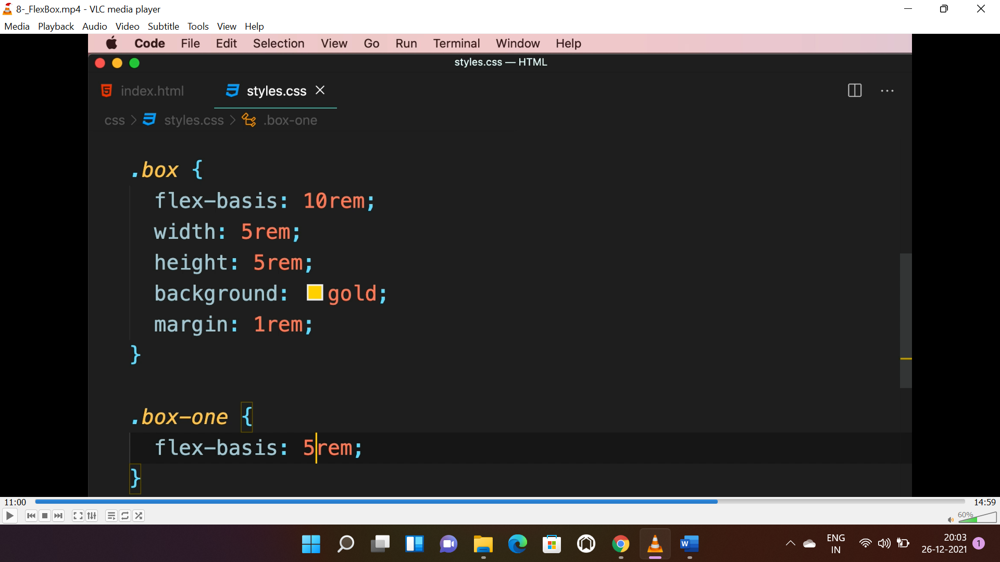 8-_FlexBox.mp4 - VLC media player
Media Playback Audio Video Subtitle Tools View Help
Code File Edit Selection View Go Run Terminal Window Help
styles.css — HTML
index.html styles.css
css > styles.css > .box-one
.box {
flex-basis: 10rem;
width: 5rem;
height: 5rem;
background: gold;
margin: 1rem;
}
.box-one {
flex-basis: 5rem;
}
11:00 14:59
60%
ENG
IN
20:03
26-12-2021
1